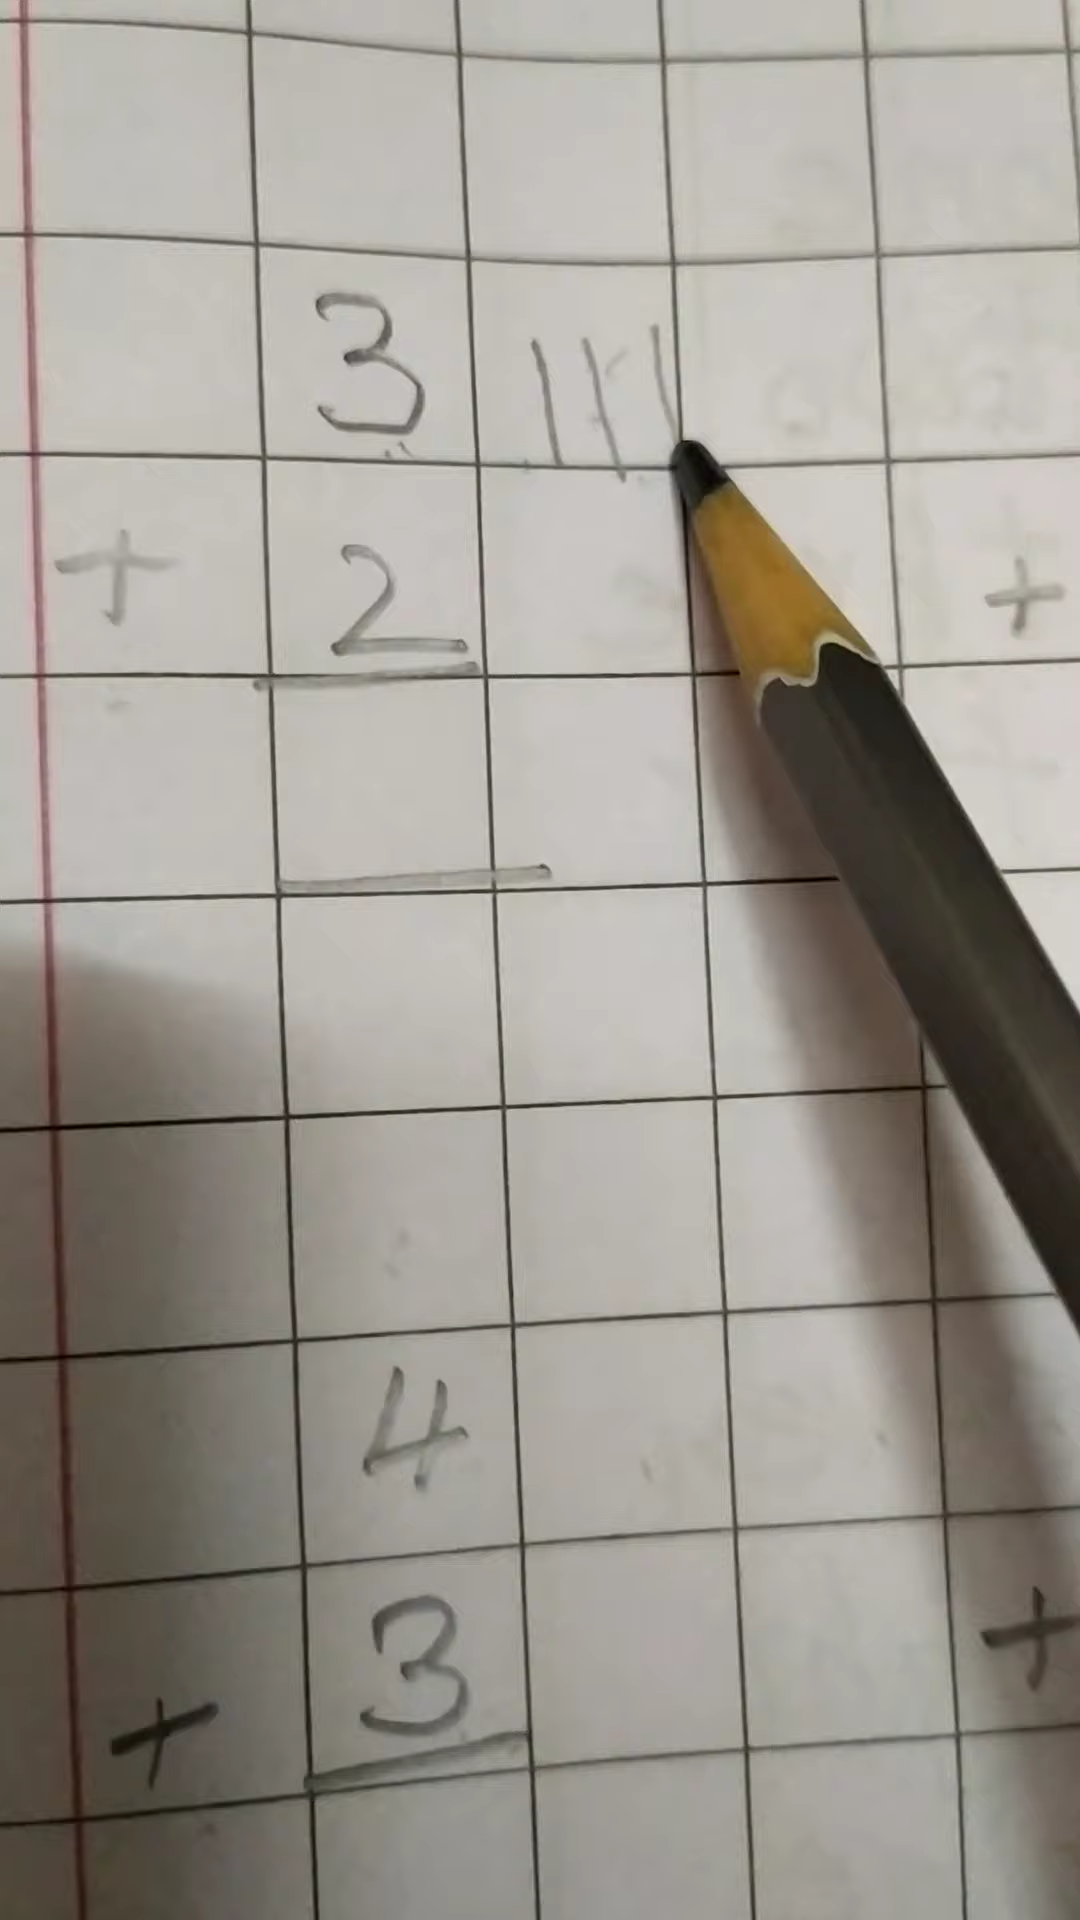 3 |||
+ 2 +
4
+ 3 +